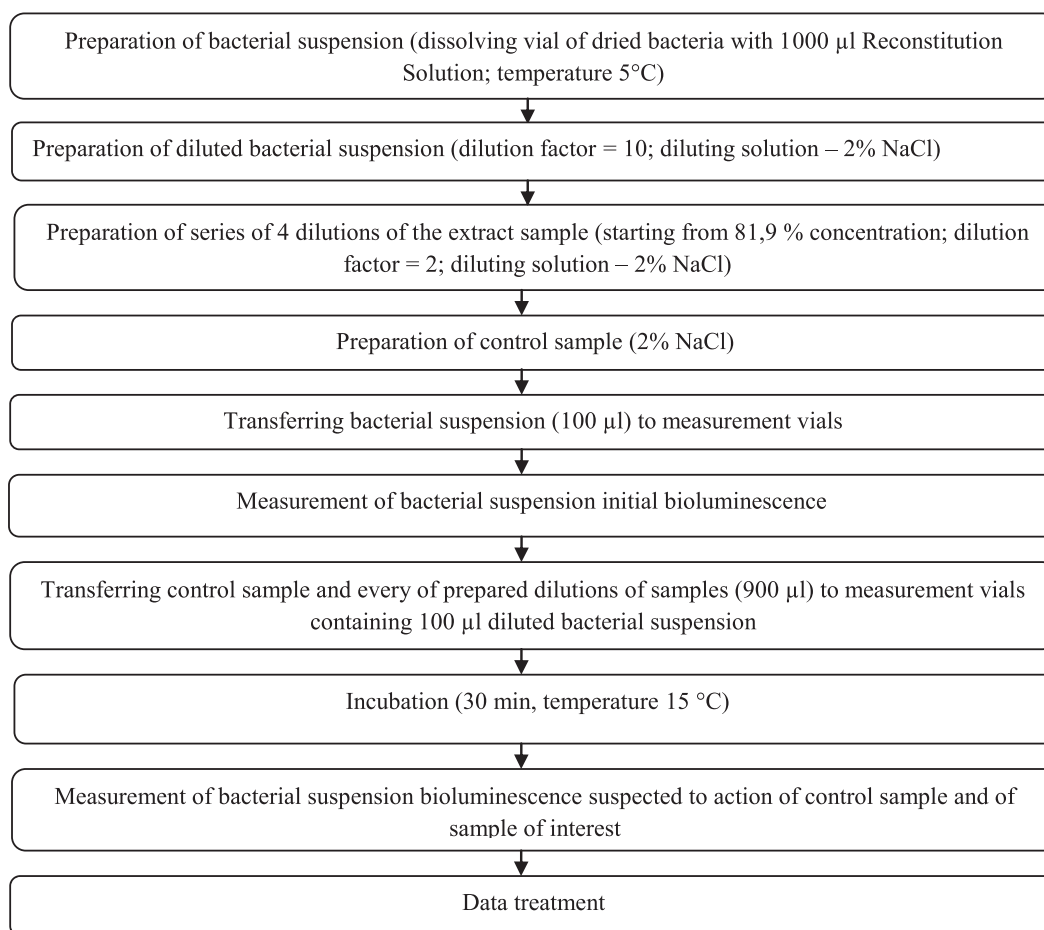 Preparation of bacterial suspension (dissolving vial of dried bacteria with 1000 µl Reconstitution
Solution; temperature 5°C)
Preparation of diluted bacterial suspension (dilution factor = 10; diluting solution – 2% NaCl)
Preparation of series of 4 dilutions of the extract sample (starting from 81,9 % concentration; dilution
factor = 2; diluting solution – 2% NaCl)
Preparation of control sample (2% NaCl)
Transferring bacterial suspension (100 µl) to measurement vials
Measurement of bacterial suspension initial bioluminescence
Transferring control sample and every of prepared dilutions of samples (900 µl) to measurement vials
containing 100 µl diluted bacterial suspension
Incubation (30 min, temperature 15 °C)
Measurement of bacterial suspension bioluminescence suspected to action of control sample and of
sample of interest
Data treatment